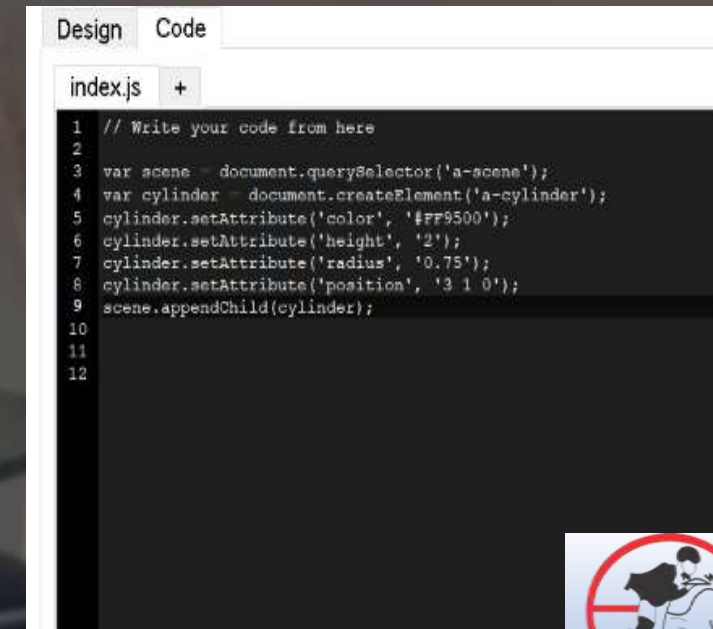 Design Code
index.js +
1 // Write your code from here
2
3 var scene = document.querySelector('a-scene');
4 var cylinder = document.createElement('a-cylinder');
5 cylinder.setAttribute('color', '#FF9500');
6 cylinder.setAttribute('height', '2');
7 cylinder.setAttribute('radius', '0.75');
8 cylinder.setAttribute('position', '3 1 0');
9 scene.appendChild(cylinder);
10
11
12